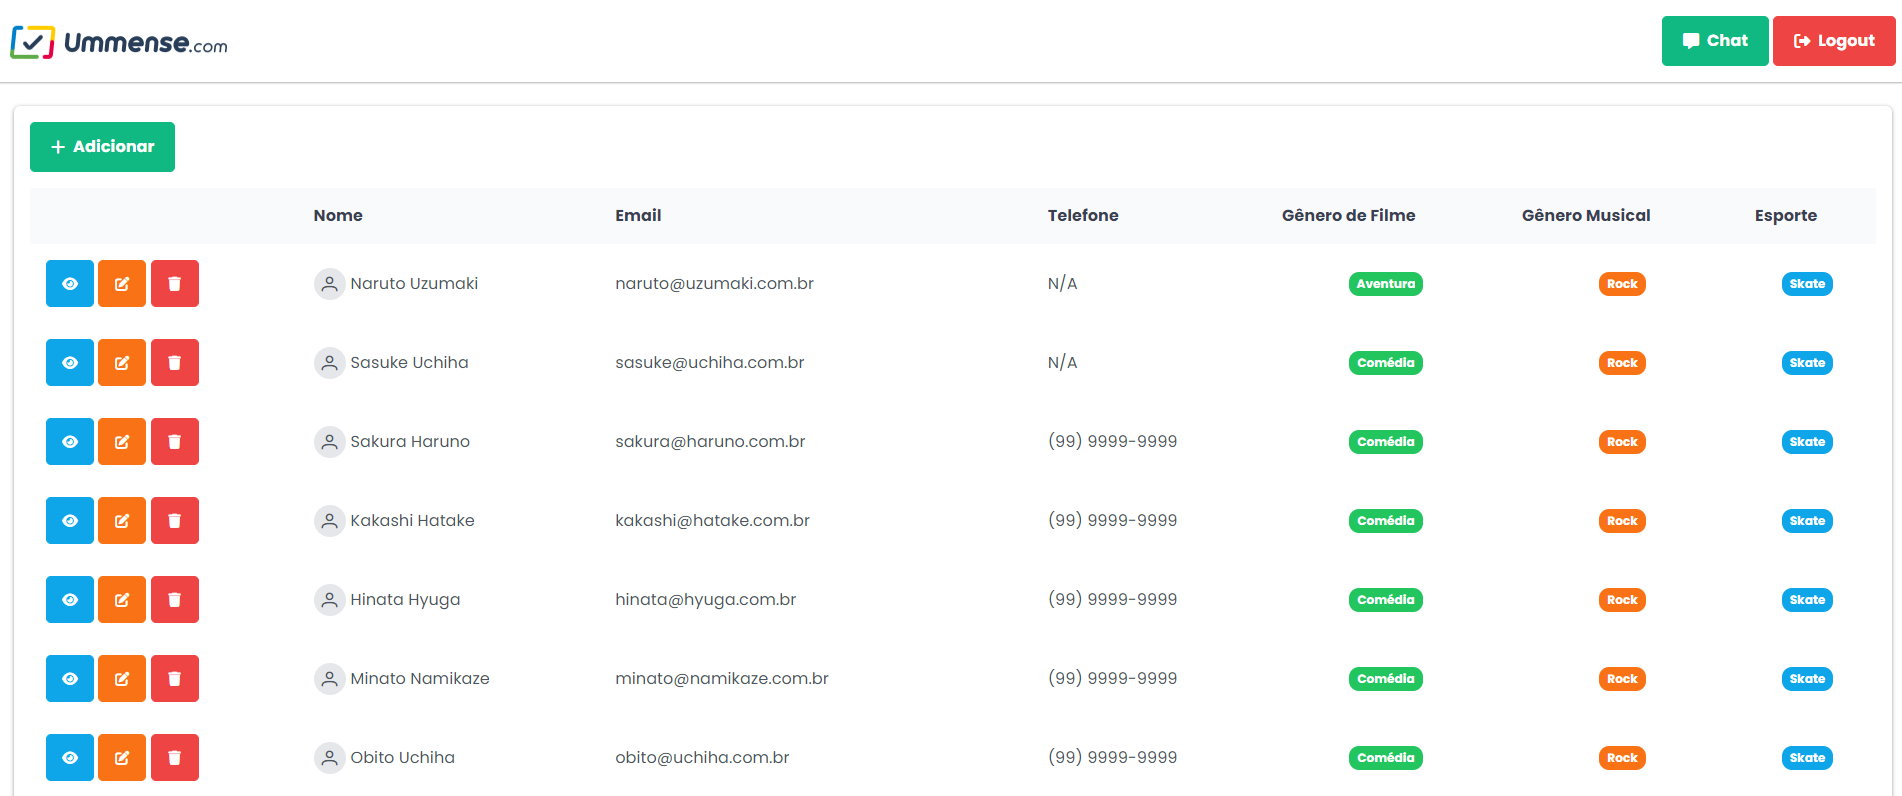 Ummense.com
Chat
Logout
Adicionar
Nome Email Telefone Gênero de Filme Gênero Musical Esporte
Naruto Uzumaki naruto@uzumaki.com.br N/A Aventura Rock Skate
Sasuke Uchiha sasuke@uchiha.com.br N/A Comédia Rock Skate
Sakura Haruno sakura@haruno.com.br (99) 9999-9999 Comédia Rock Skate
Kakashi Hatake kakashi@hatake.com.br (99) 9999-9999 Comédia Rock Skate
Hinata Hyuga hinata@hyuga.com.br (99) 9999-9999 Comédia Rock Skate
Minato Namikaze minato@namikaze.com.br (99) 9999-9999 Comédia Rock Skate
Obito Uchiha obito@uchiha.com.br (99) 9999-9999 Comédia Rock Skate